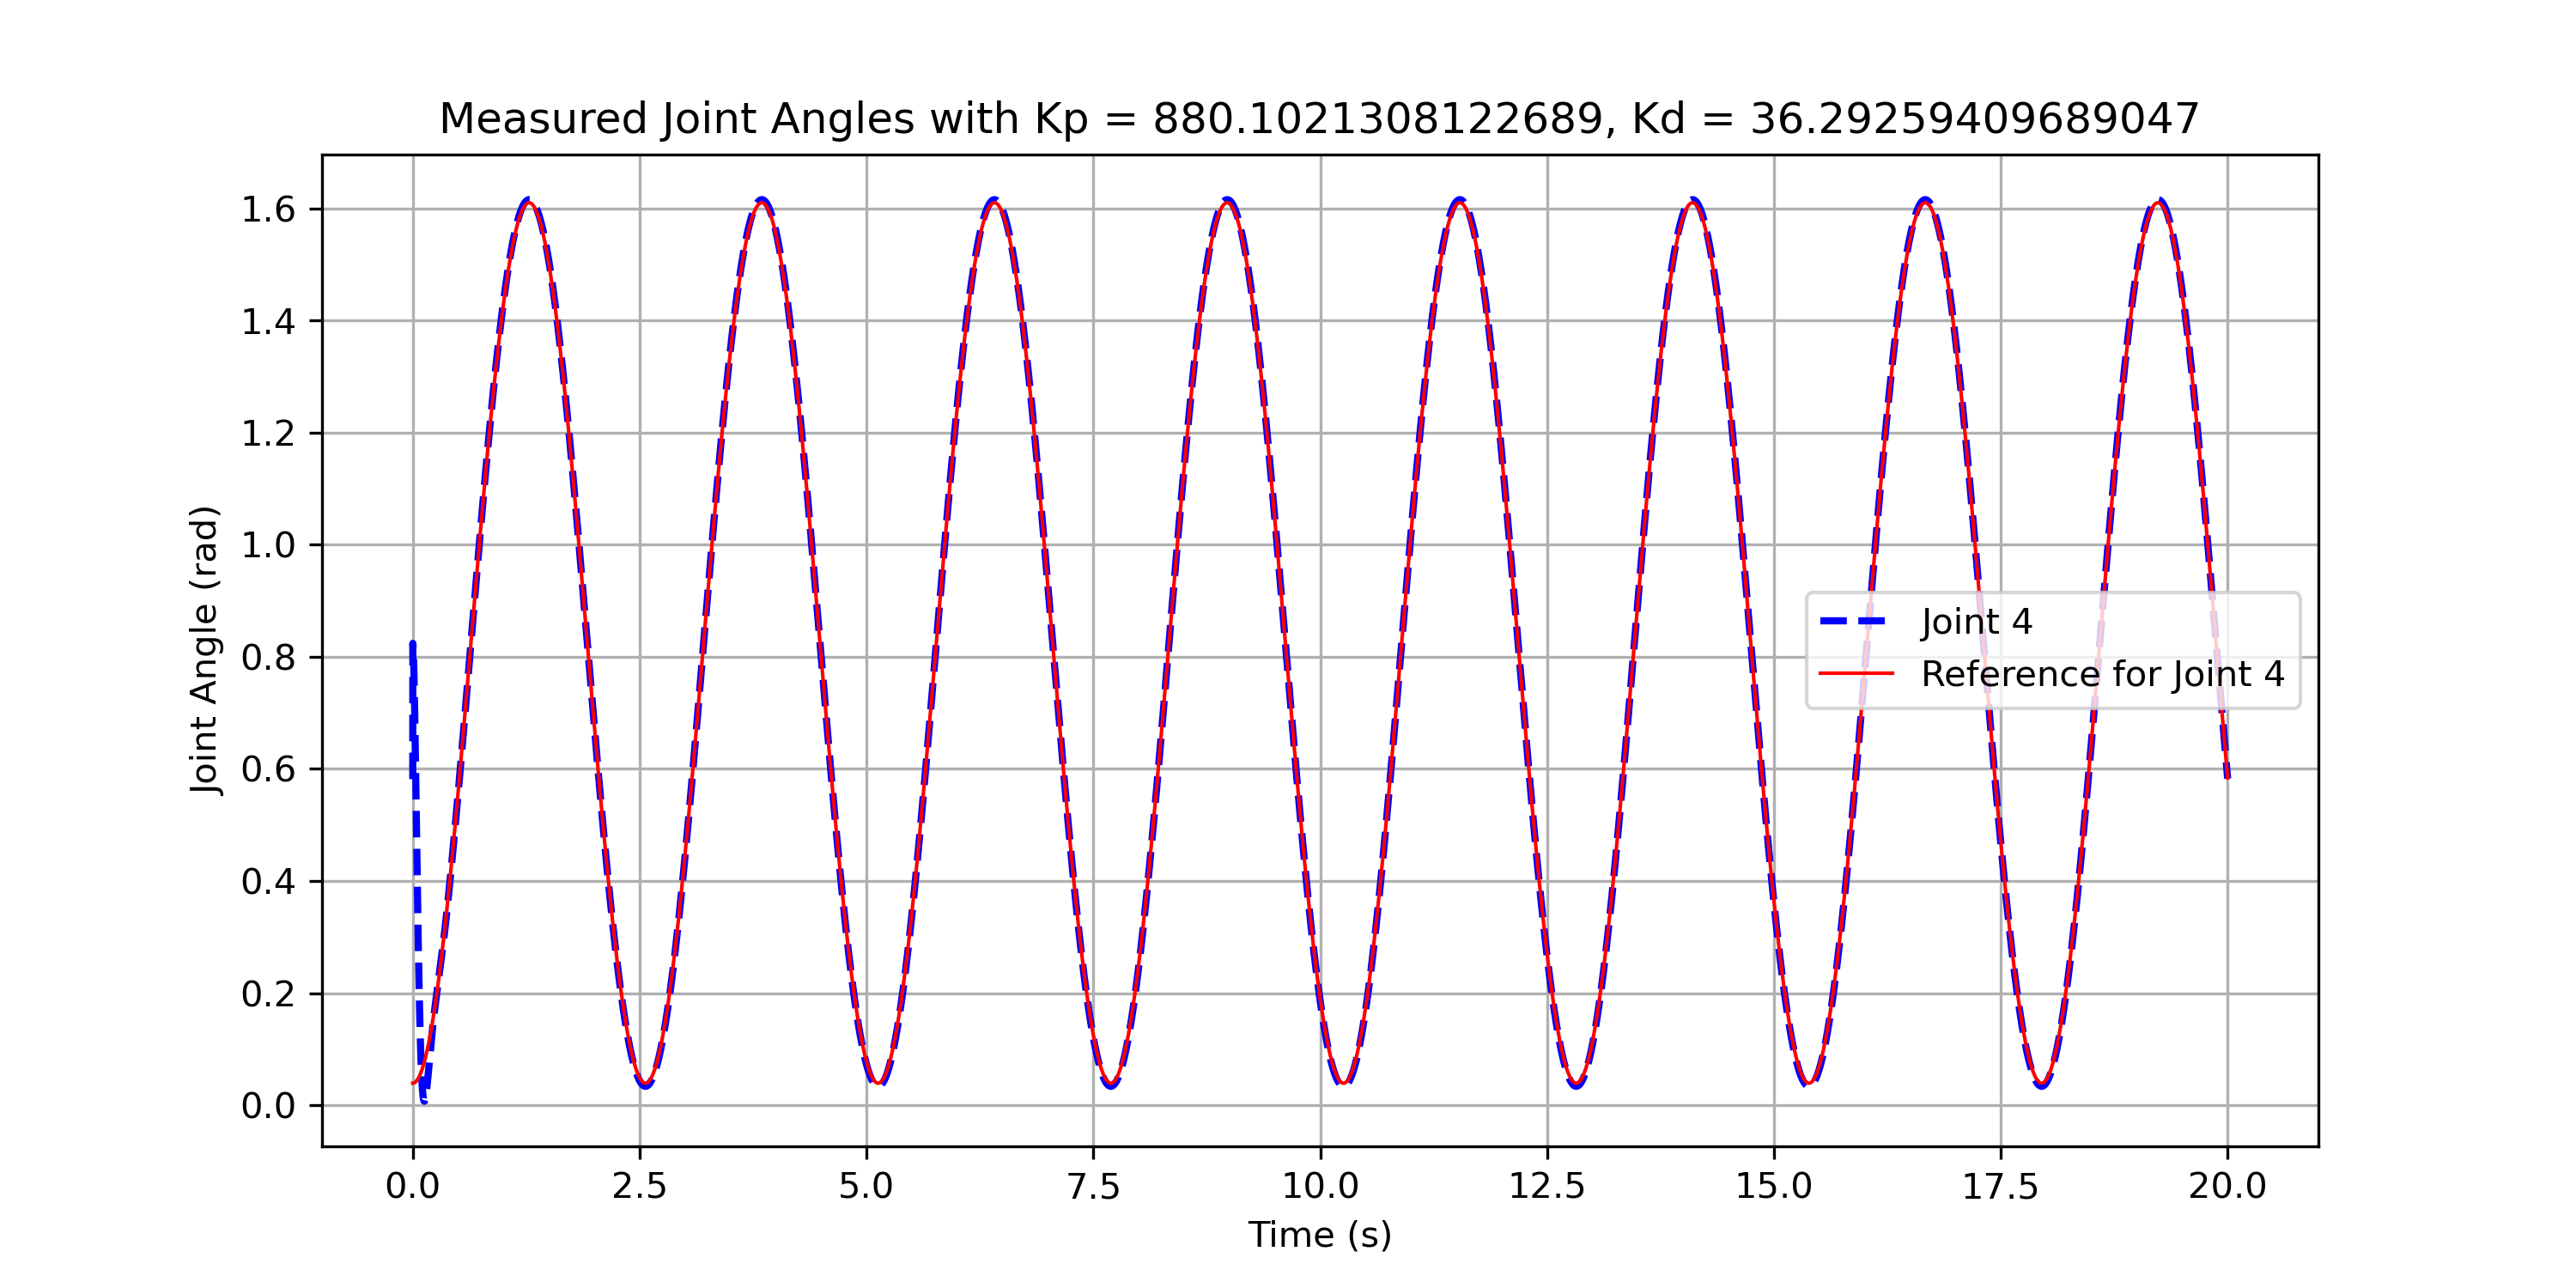 Measured Joint Angles with Kp = 880.1021308122689, Kd = 36.29259409689047
Joint Angle (rad)
1.6
1.4
1.2
1.0
0.8
0.6
0.4
0.2
0.0
Joint 4
Reference for Joint 4
0.0 2.5 5.0 7.5 10.0 12.5 15.0 17.5 20.0
Time (s)